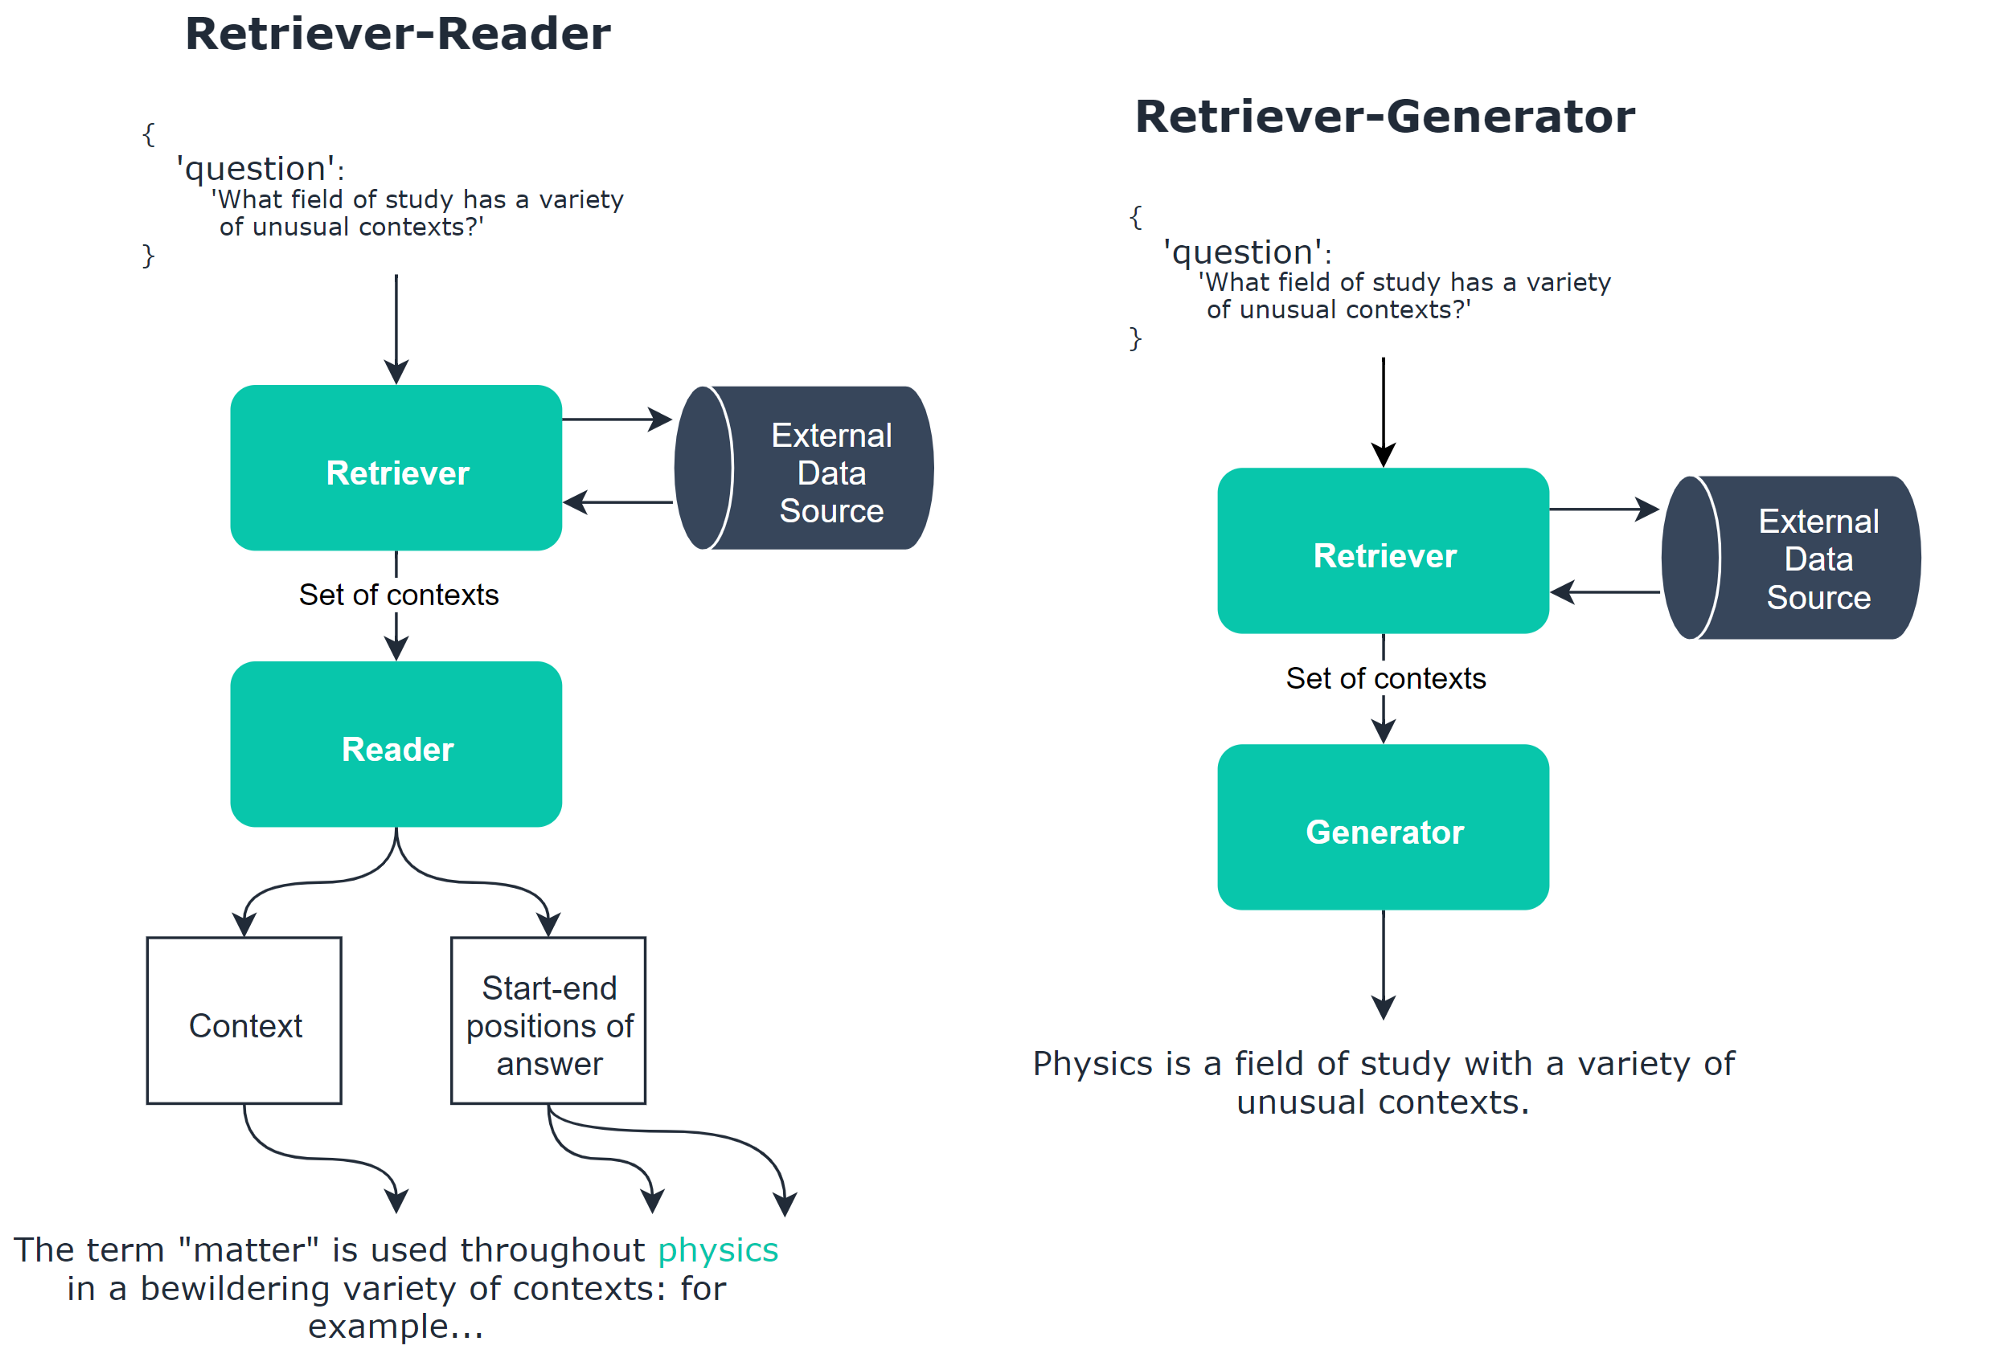 Retriever-Reader
{
'question':
'What field of study has a variety
of unusual contexts?'
}
Retriever
External
Data
Source
Set of contexts
Reader
Context
Start-end
positions of
answer
The term "matter" is used throughout physics
in a bewildering variety of contexts: for
example...
Retriever-Generator
{
'question':
'What field of study has a variety
of unusual contexts?'
}
Retriever
External
Data
Source
Set of contexts
Generator
Physics is a field of study with a variety of
unusual contexts.